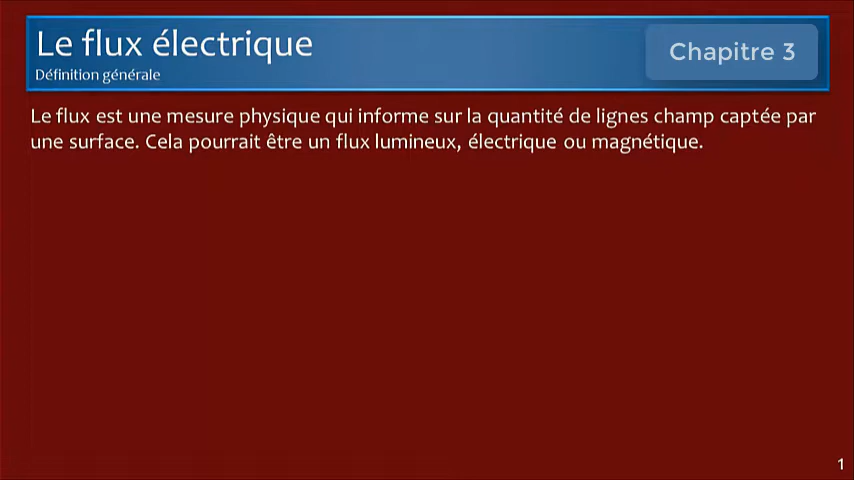 Le flux électrique
Définition générale
Chapitre 3
Le flux est une mesure physique qui informe sur la quantité de lignes champ captée par
une surface. Cela pourrait être un flux lumineux, électrique ou magnétique.
1